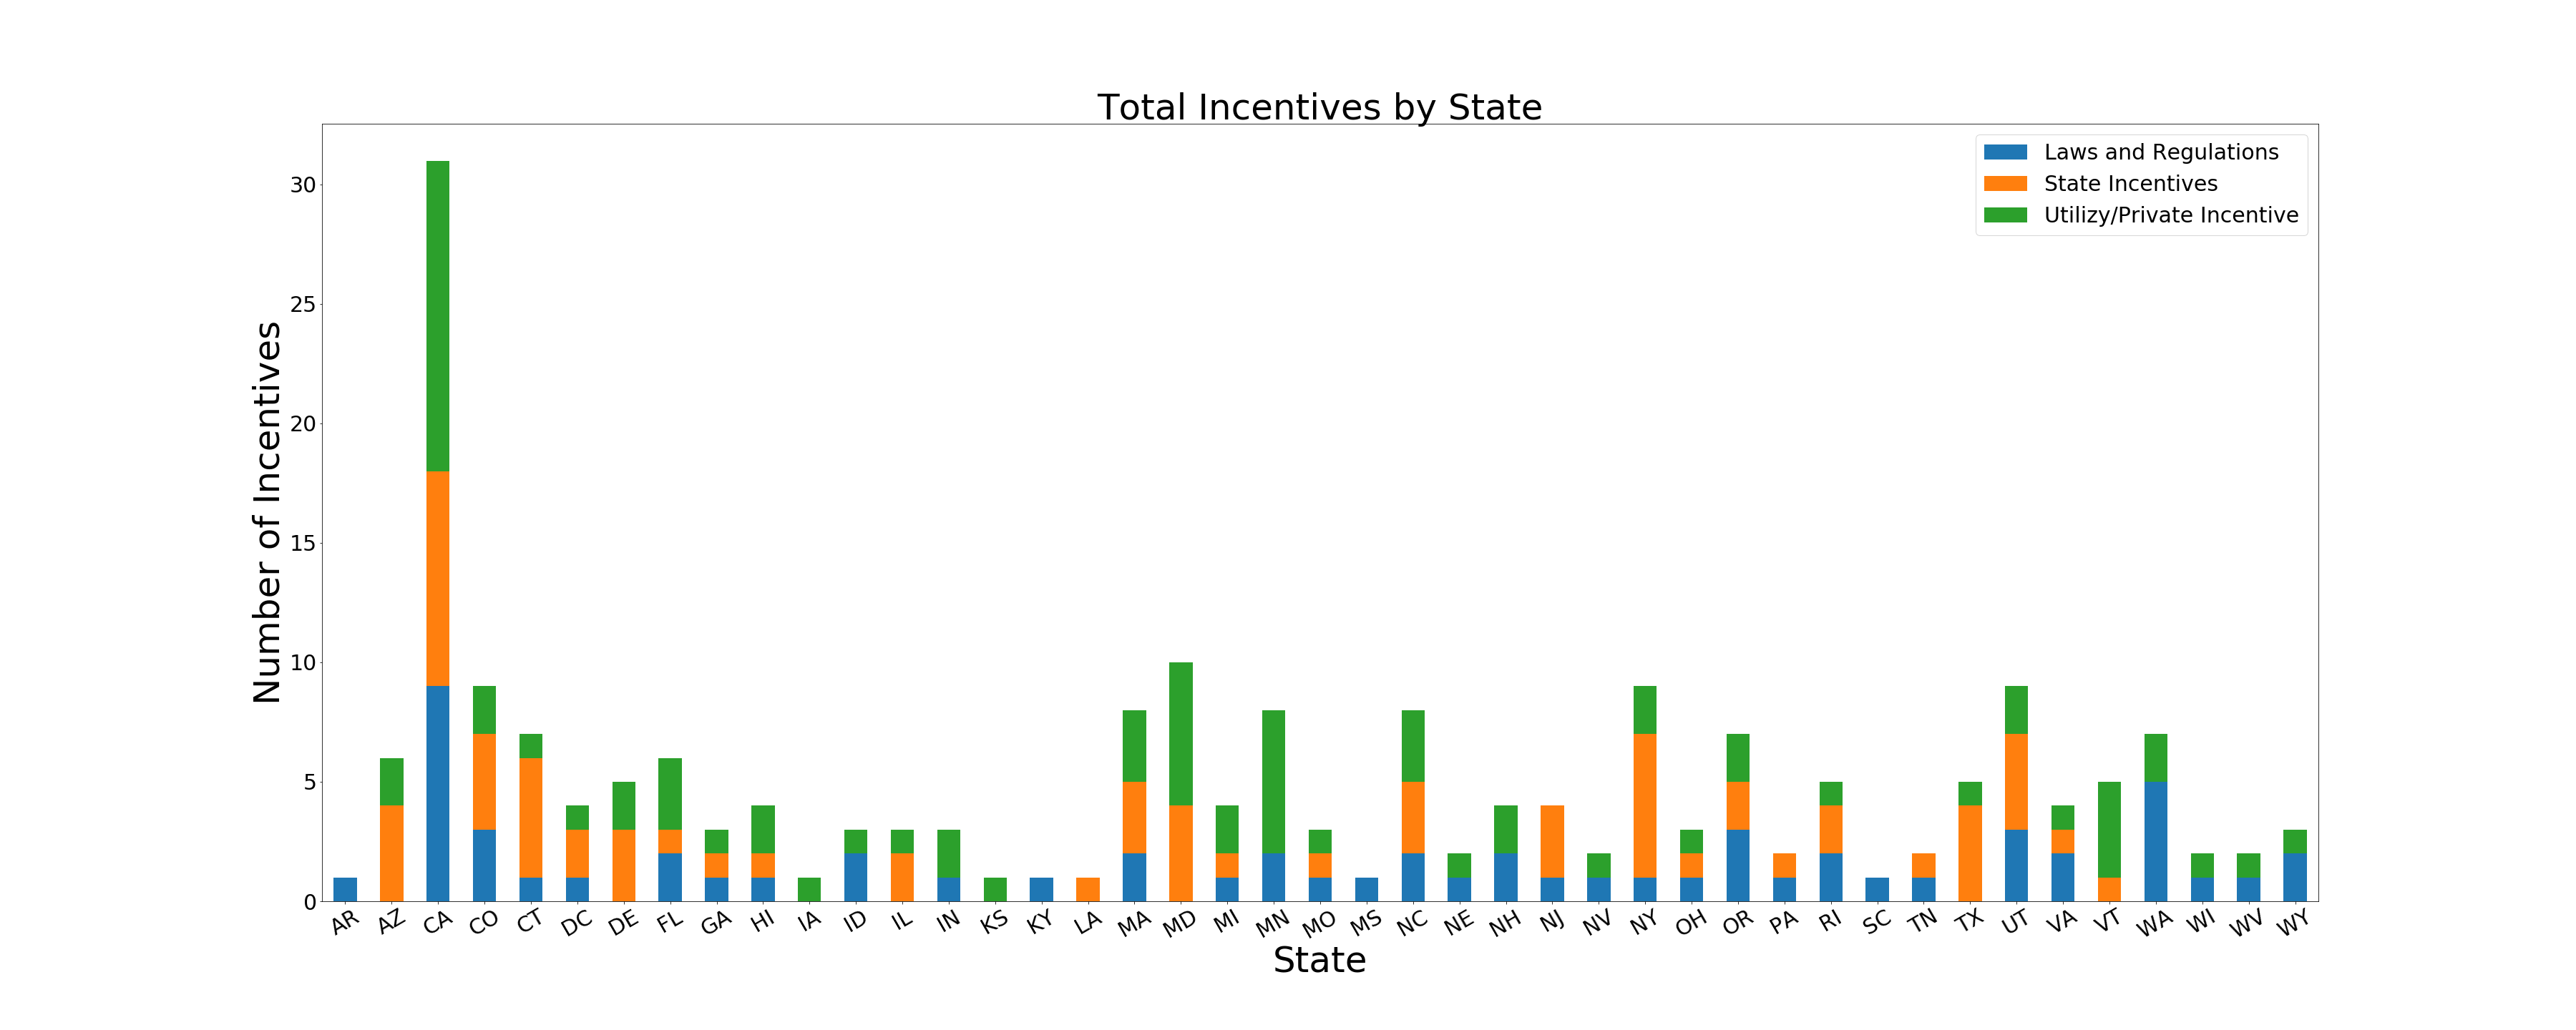 Total Incentives by State
Laws and Regulations
State Incentives
Utilizy/Private Incentive
Number of Incentives
30
25
20
15
10
5
0
AR AZ CA CO CT DC DE FL GA HI IA ID IL IN KS KY LA MA MD MI MN MO MS NC NE NH NJ NV NY OH OR PA RI SC TN TX UT VA VT WA WI WV WY
State